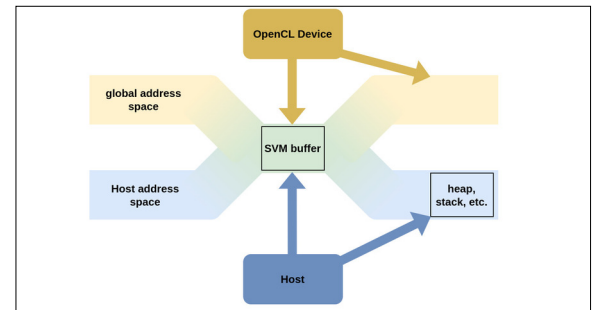 OpenCL Device
global address
space
SVM buffer
Host address
space
heap,
stack, etc.
Host